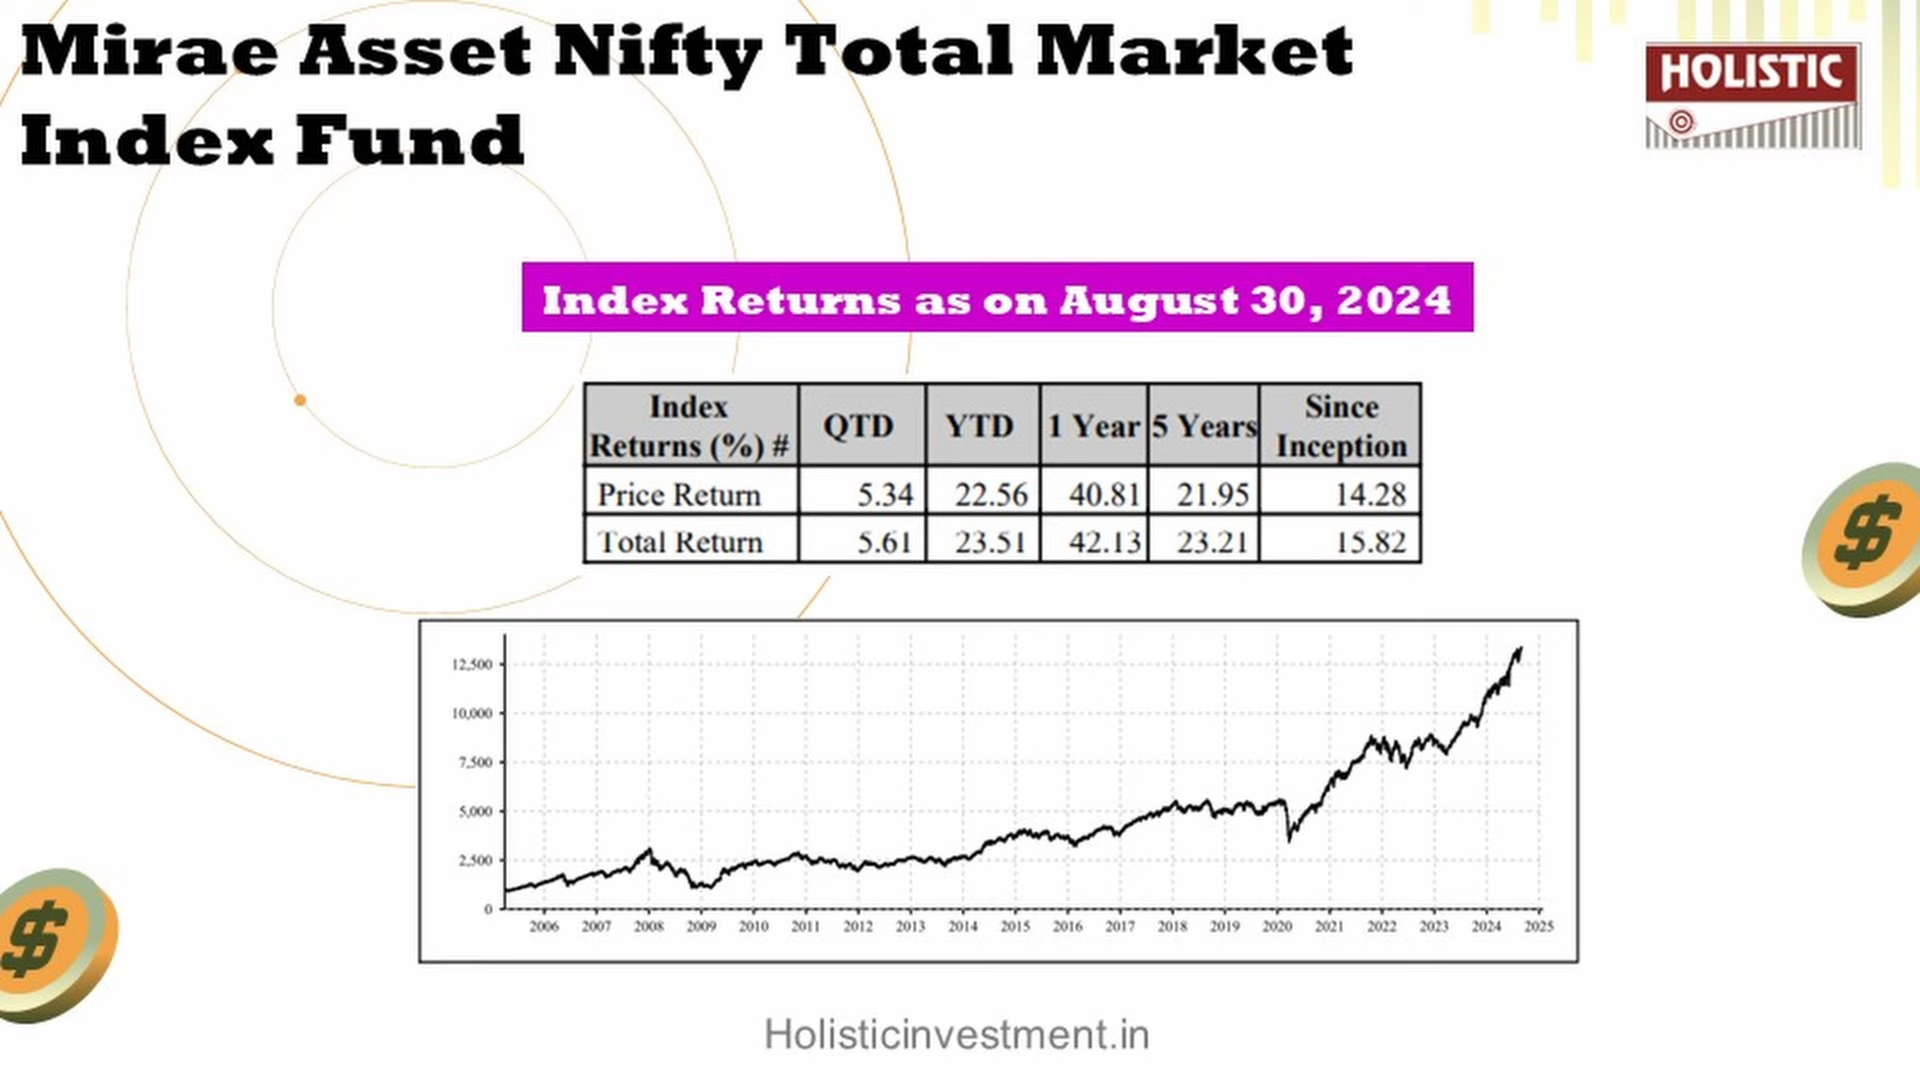 Mirae Asset Nifty Total Market
Index Fund
HOLISTIC
Index Returns as on August 30, 2024
Index Returns (%) # QTD YTD 1 Year 5 Years Since Inception
Price Return 5.34 22.56 40.81 21.95 14.28
Total Return 5.61 23.51 42.13 23.21 15.82
12,500
10,000
7,500
5,000
2,500
0
2006 2007 2008 2009 2010 2011 2012 2013 2014 2015 2016 2017 2018 2019 2020 2021 2022 2023 2024 2025
$
$
Holisticinvestment.in